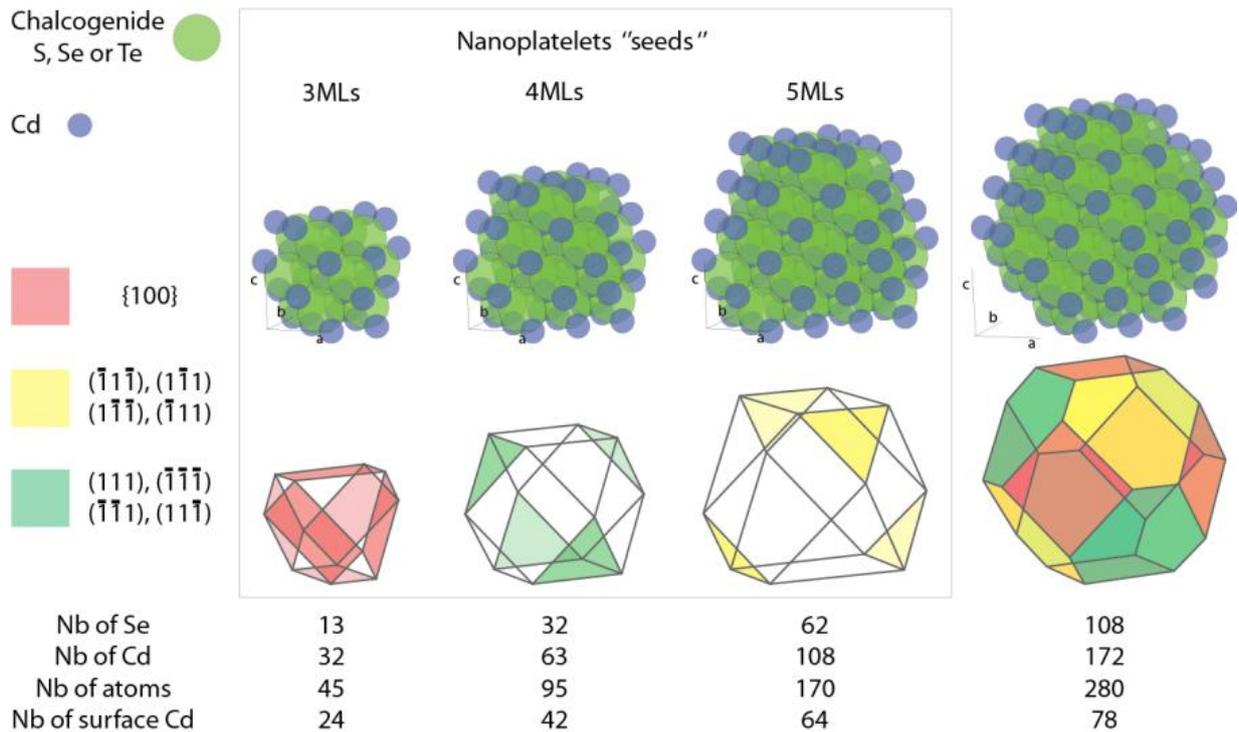 Chalcogenide
S, Se or Te
Cd
Nanoplatelets "seeds"
3MLs 4MLs 5MLs
c
b
a
c
b
a
c
b
a
c
b
a
{100}
(1̅11̅), (11̅1)
(11̅1̅), (1̅11)
(111), (1̅1̅1̅)
(1̅1̅1), (111̅)
Nb of Se 13 32 62 108
Nb of Cd 32 63 108 172
Nb of atoms 45 95 170 280
Nb of surface Cd 24 42 64 78